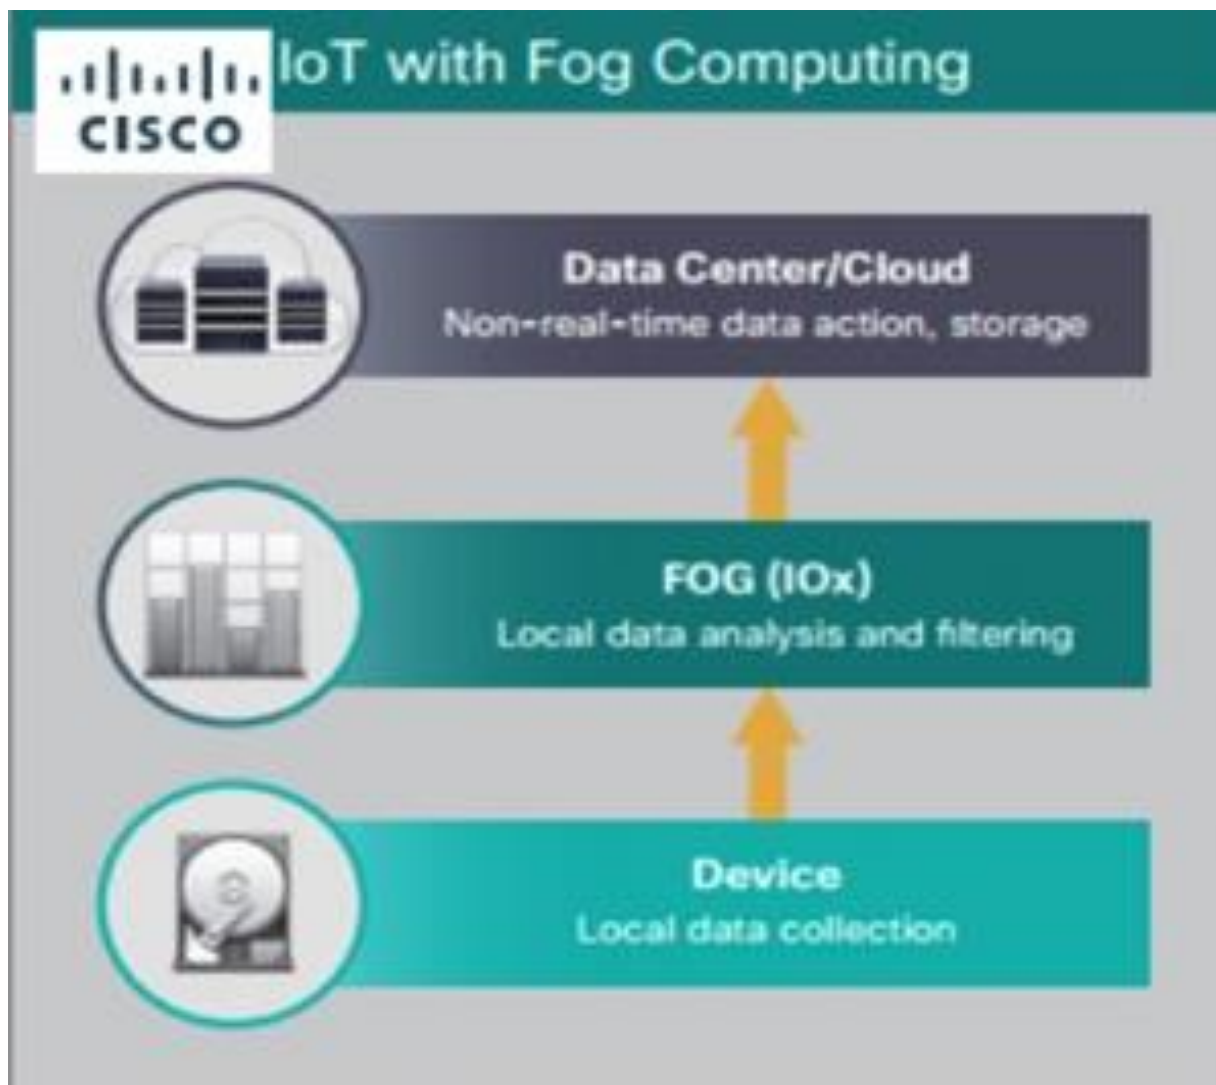 IoT with Fog Computing
CISCO
Data Center/Cloud
Non-real-time data action, storage
FOG (IOx)
Local data analysis and filtering
Device
Local data collection